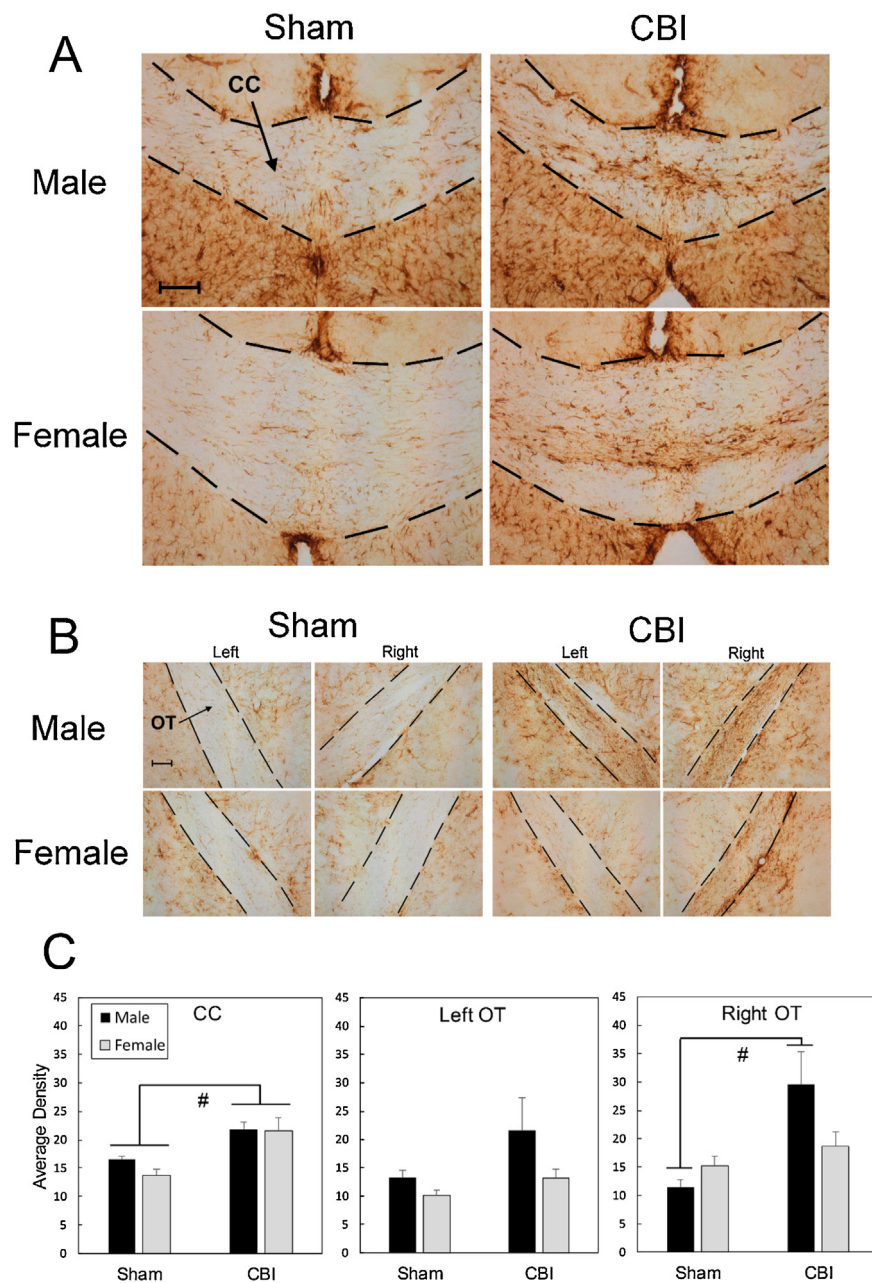 A
Sham
CBI
CC
Male
Female
B
Sham
CBI
Left
Right
Left
Right
OT
Male
Female
C
CC
Male
Female
#
Average Density
45
40
35
30
25
20
15
10
5
0
Sham
CBI
Left OT
45
40
35
30
25
20
15
10
5
0
Sham
CBI
Right OT
#
45
40
35
30
25
20
15
10
5
0
Sham
CBI